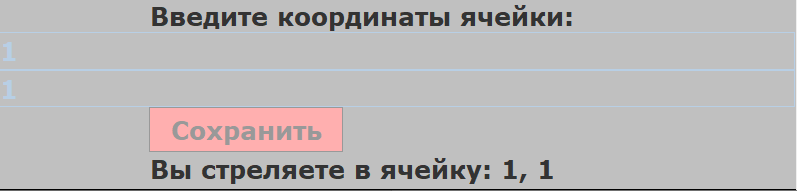 Введите координаты ячейки:
1
1
Сохранить
Вы стреляете в ячейку: 1, 1